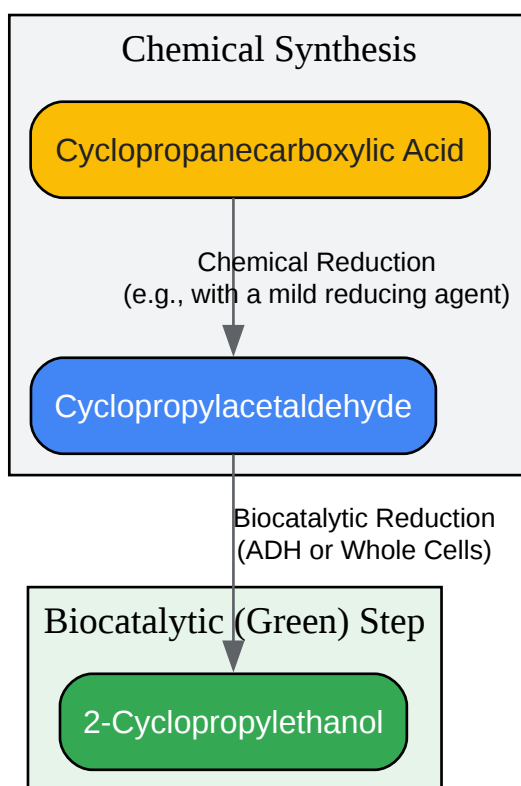 Chemical Synthesis
Cyclopropanecarboxylic Acid
Chemical Reduction
(e.g., with a mild reducing agent)
Cyclopropylacetaldehyde
Biocatalytic Reduction
(ADH or Whole Cells)
Biocatalytic (Green) Step
2-Cyclopropylethanol